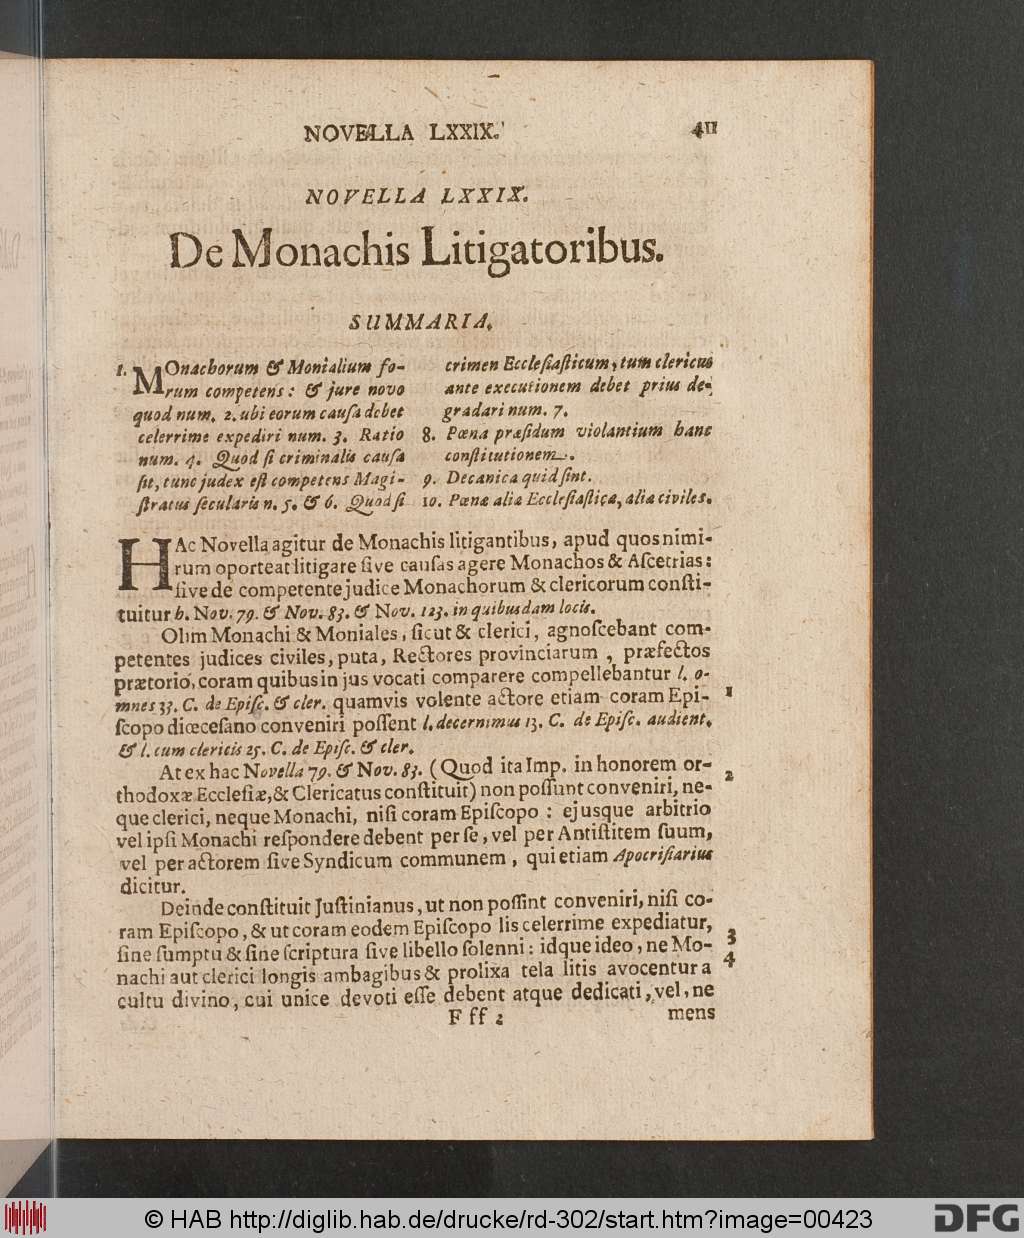 NOVELLA LXXIX. 411
NOVELLA LXXIX.
De Monachis Litigatoribus.
SUMMARIA.
1. MOnachorum & Monialium fo-
rum competens: & jure novo
quod num. 2. ubi eorum cauſa debet
celerrime expediri num. 3. Ratio
num. 4. Quod ſi criminalis cauſa
ſit, tunc judex eſt competens Magi-
ſtratus ſecularis n. 5. & 6. Quod ſi
crimen Eccleſiaſticum, tum clericus
ante executionem debet prius de-
gradari num. 7.
8. Pœna præſidum violantium hanc
conſtitutionem.
9. Decanica quid ſint.
10. Pœnæ aliæ Eccleſiaſtica, alia civiles.
HAc Novella agitur de Monachis litigantibus, apud quos nimi-
rum oporteat litigare ſive cauſas agere Monachos & Aſcetrias:
ſive de competente judice Monachorum & clericorum conſti-
tuitur h. Nov. 79. & Nov. 83. & Nov. 123. in quibusdam locis.
Olim Monachi & Moniales, ſicut & clerici, agnoſcebant com-
petentes judices civiles, puta, Rectores provinciarum, præfectos
prætorio, coram quibus in jus vocati comparere compellebantur l. o-
mnes 33. C. de Epiſc. & cler. quamvis volente actore etiam coram Epi- 1
ſcopo diœceſano conveniri poſſent l. decernimus 13. C. de Epiſc. audient.
& l. cum clericis 25. C. de Epiſc. & cler.
At ex hac Novella 79. & Nov. 83. (Quod ita Imp. in honorem or- 2
thodoxæ Eccleſiæ, & Clericatus conſtituit) non poſſunt conveniri, ne-
que clerici, neque Monachi, niſi coram Epiſcopo: ejusque arbitrio
vel ipſi Monachi reſpondere debent per ſe, vel per Antiſtitem ſuum,
vel per actorem ſive Syndicum communem, qui etiam Apocriſiarius
dicitur.
Deinde conſtituit Juſtinianus, ut non poſſint conveniri, niſi co-
ram Epiſcopo, & ut coram eodem Epiſcopo lis celerrime expediatur, 3
ſine ſumptu & ſine ſcriptura ſive libello ſolenni: idque ideo, ne Mo- 4
nachi aut clerici longis ambagibus & prolixa tela litis avocentur a
cultu divino, cui unice devoti eſſe debent atque dedicati, vel, ne
F ff 2 mens
© HAB http://diglib.hab.de/drucke/rd-302/start.htm?image=00423
DFG